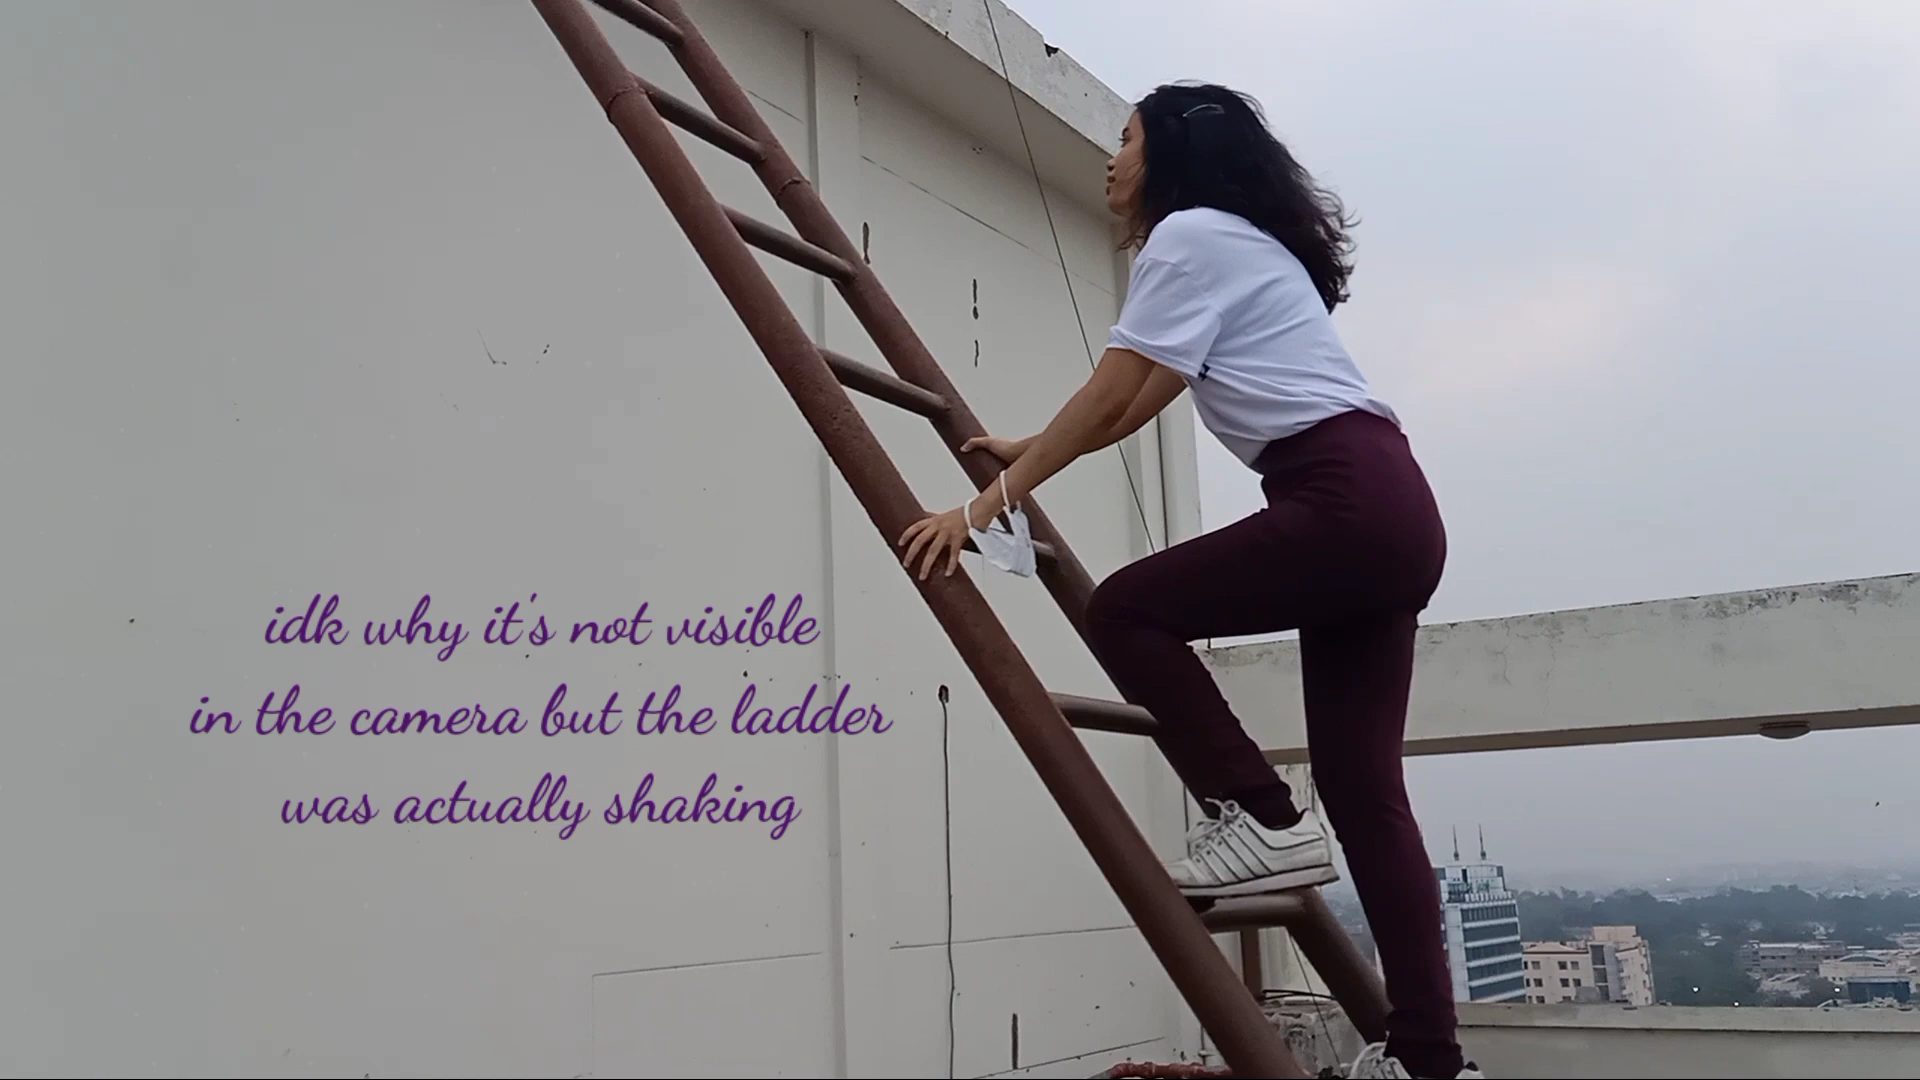 idk why it's not visible
in the camera but the ladder
was actually shaking